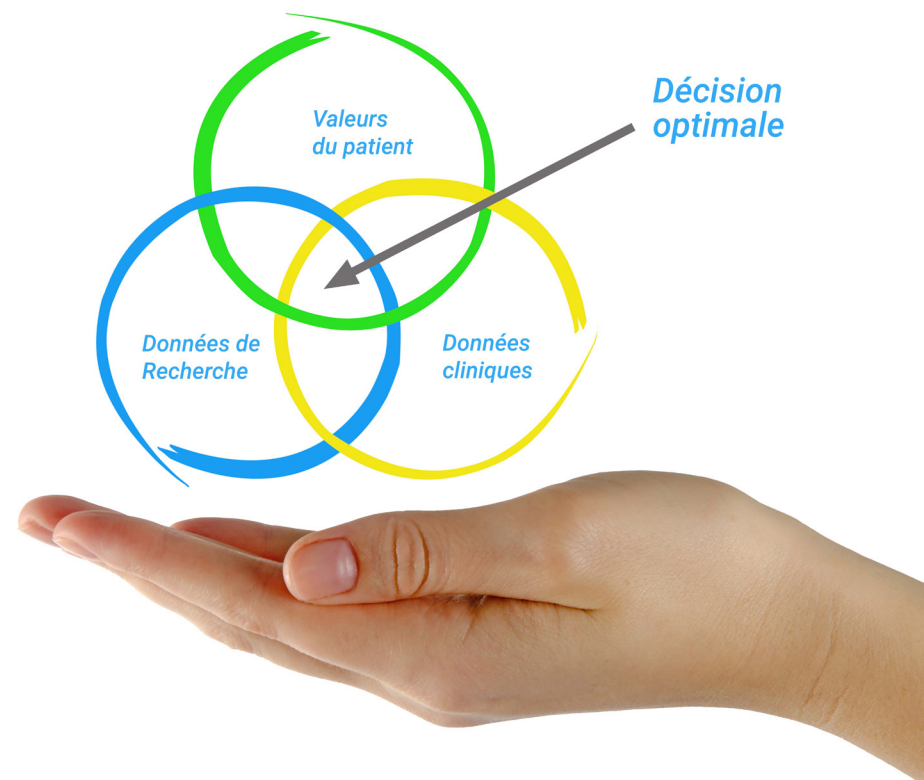 Valeurs
du patient
Décision
optimale
Données de
Recherche
Données
cliniques